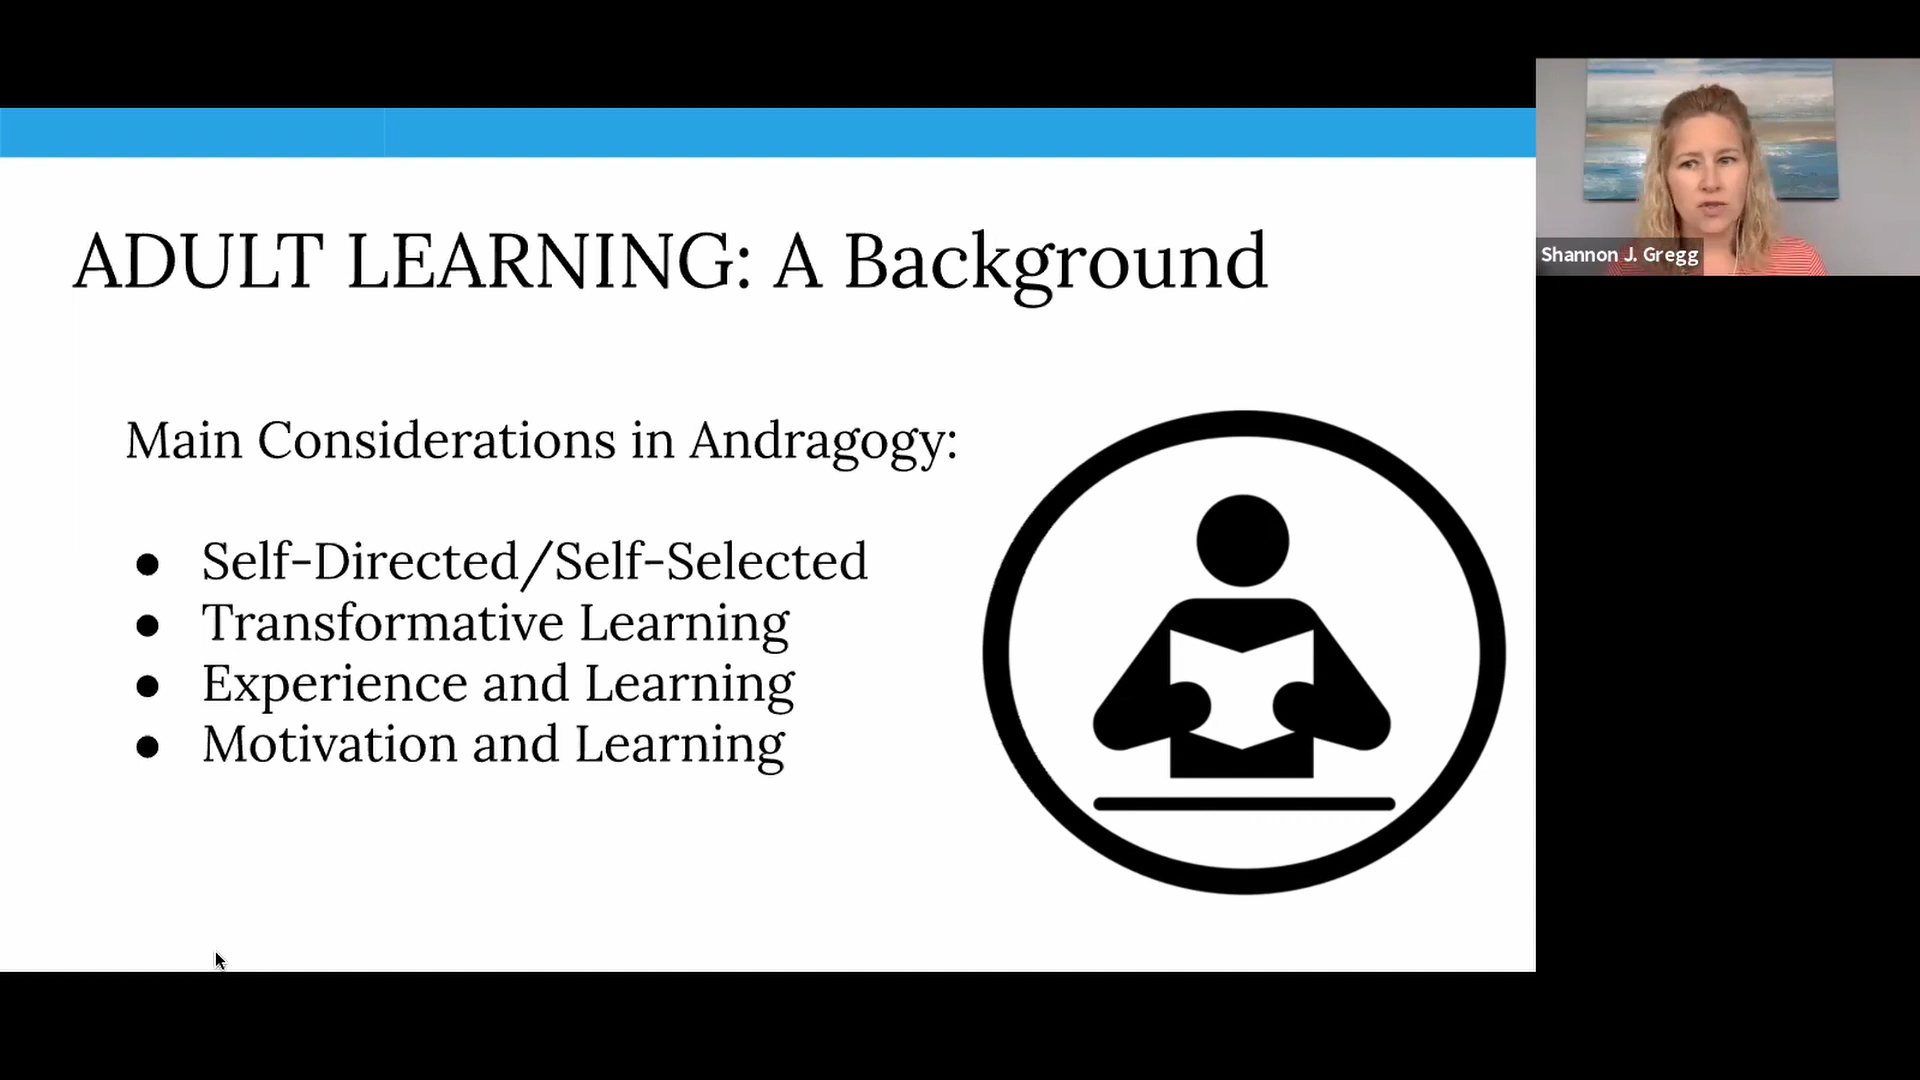 ADULT LEARNING: A Background
Main Considerations in Andragogy:
● Self-Directed/Self-Selected
● Transformative Learning
● Experience and Learning
● Motivation and Learning
Shannon J. Gregg